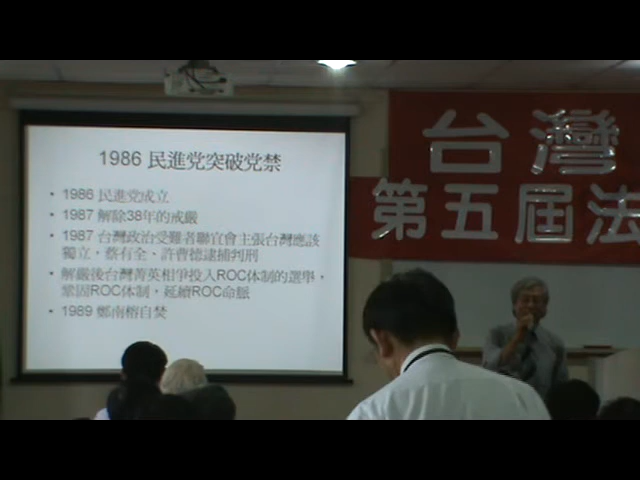 1986 民進党突破党禁
• 1986 民進党成立
• 1987 解除38年的戒嚴
• 1987 台灣政治受難者聯宜會主張台灣應該
獨立，蔡有全、許曹德逮捕判刑
• 解嚴後台灣菁英相爭投入ROC体制的選舉，
鞏固ROC体制，延續ROC命脈
• 1989 鄭南榕自焚
台灣
第五屆法